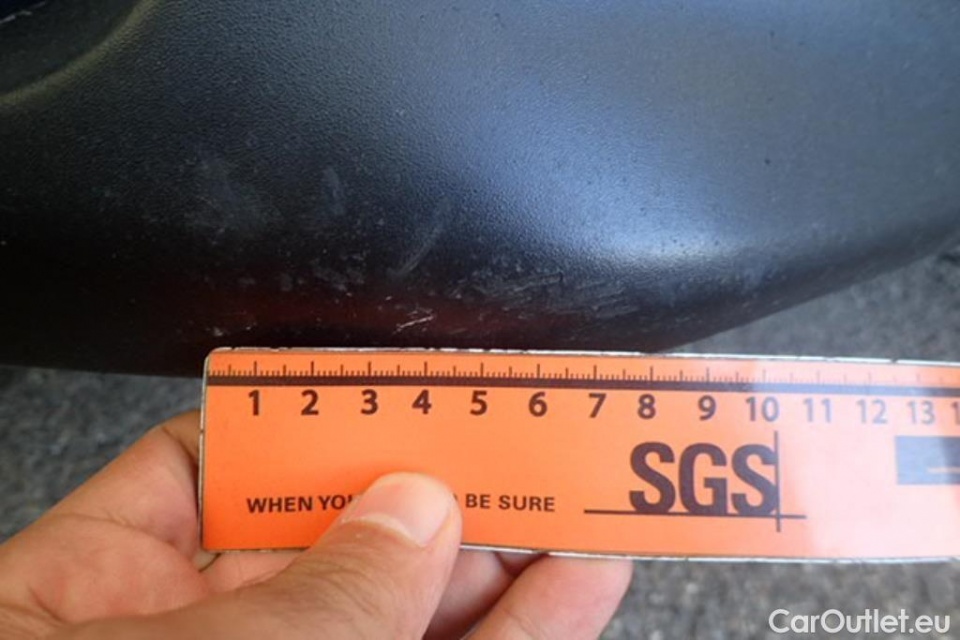 1 2 3 4 5 6 7 8 9 10 11 12 13
SGS
WHEN YOU BE SURE
CarOutlet.eu